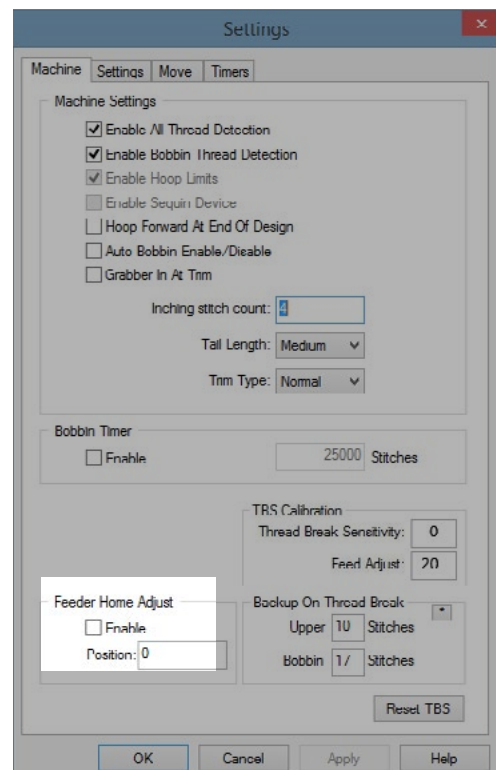 Settings
Machine Settings Move Timers
Machine Settings
Enable All Thread Detection
Enable Bobbin Thread Detection
Enable Hoop Limits
Enable Sequin Device
Hoop Forward At End Of Design
Auto Bobbin Enable/Disable
Grabber In At Trim
Inching stitch count: 4
Tail Length: Medium
Trim Type: Normal
Bobbin Timer
Enable 25000 Stitches
TBS Calibration
Thread Break Sensitivity: 0
Feed Adjust: 20
Feeder Home Adjust
Enable
Position: 0
Backup On Thread Break *
Upper 10 Stitches
Bobbin 17 Stitches
Reset TBS
OK Cancel Apply Help